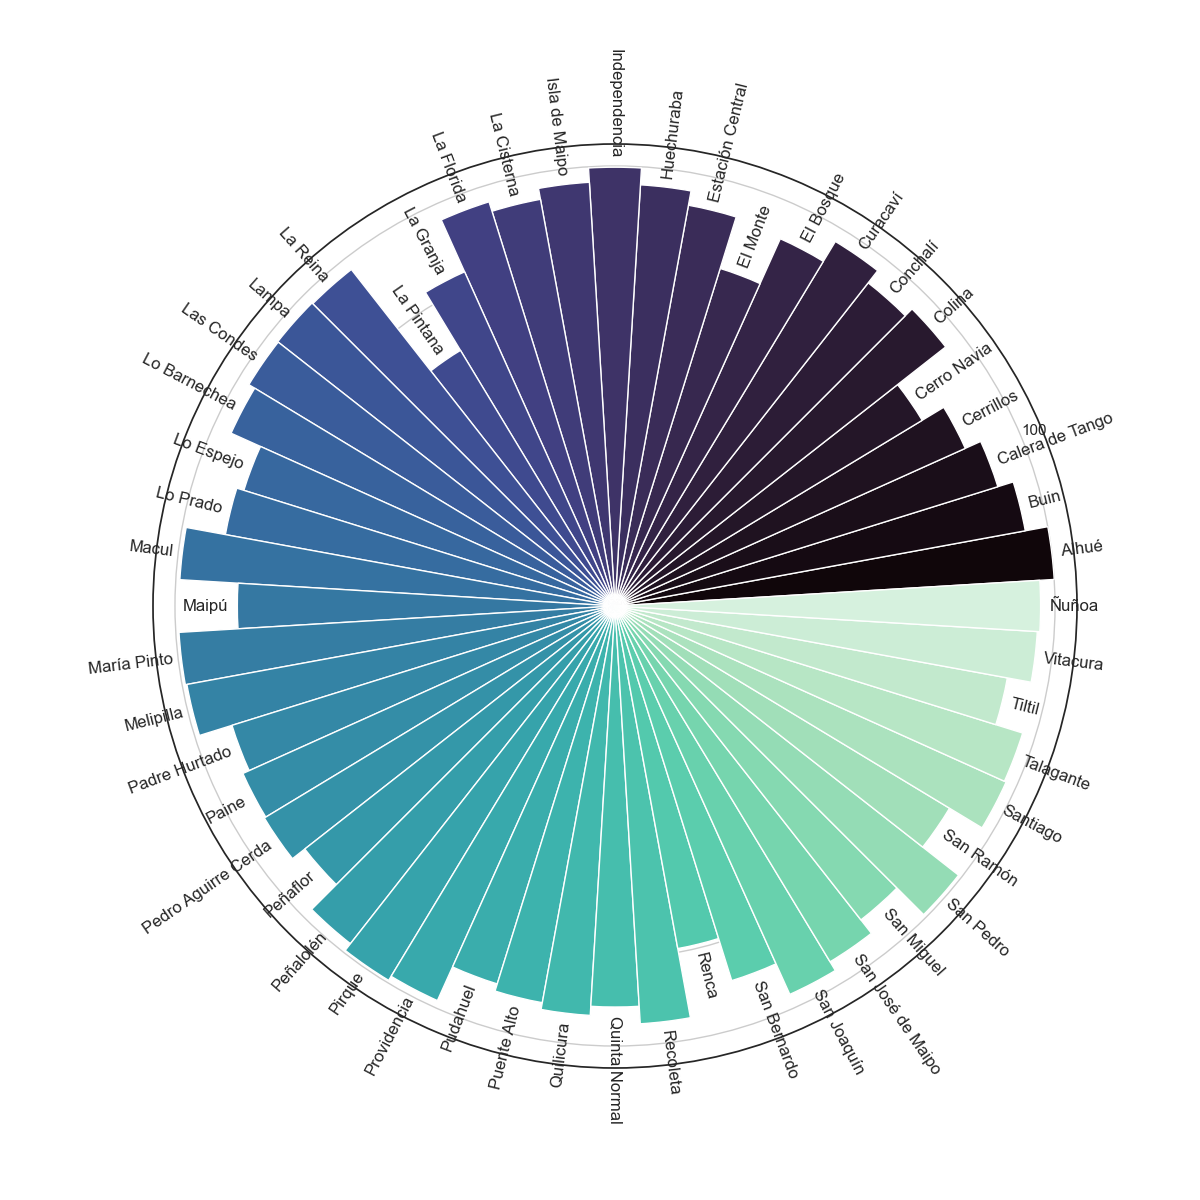 Independencia
Huechuraba
Estación Central
El Monte
El Bosque
Curacaví
Conchalí
Colina
Cerro Navia
Cerrillos
100
Calera de Tango
Buin
Alhué
Ñuñoa
Vitacura
Tiltil
Talagante
Santiago
San Ramón
San Pedro
San Miguel
San José de Maipo
San Joaquín
San Bernardo
Renca
Recoleta
Quinta Normal
Quilicura
Puente Alto
Pudahuel
Providencia
Pirque
Peñalolén
Peñaflor
Pedro Aguirre Cerda
Paine
Padre Hurtado
Melipilla
María Pinto
Maipú
Macul
Lo Prado
Lo Espejo
Lo Barnechea
Las Condes
Lampa
La Reina
La Pintana
La Granja
La Florida
La Cisterna
Isla de Maipo